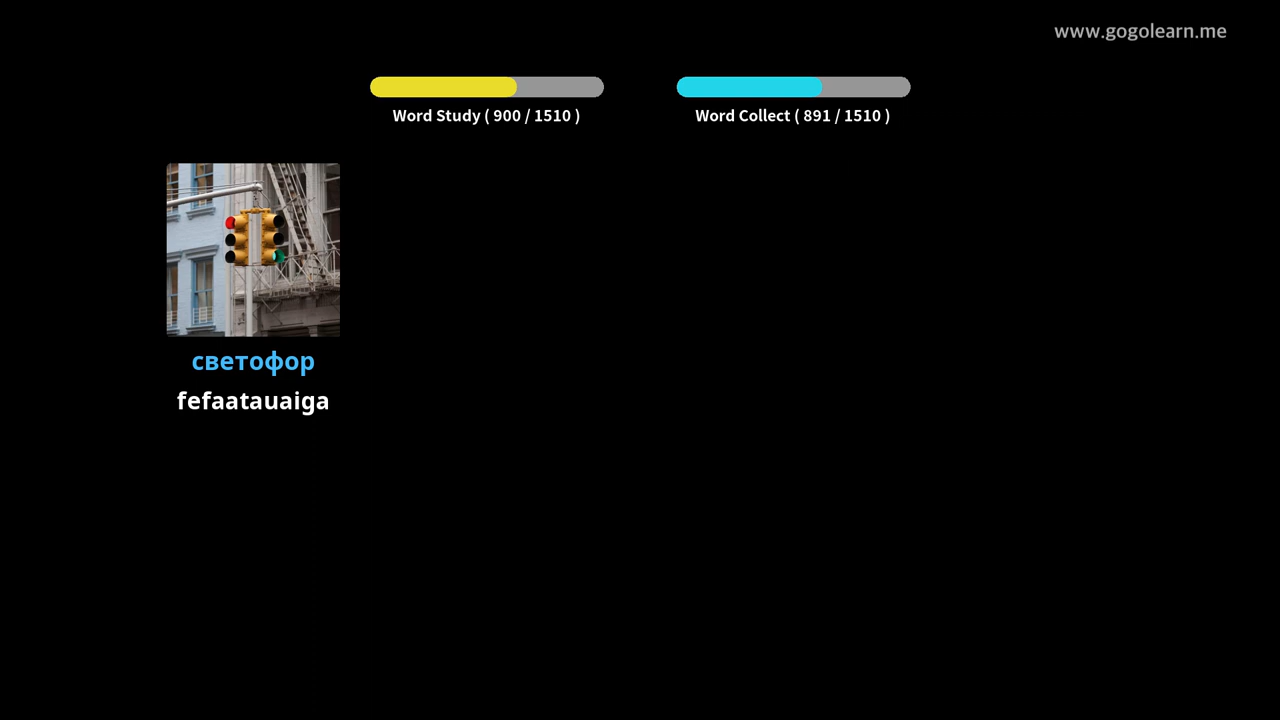 www.gogolearn.me
Word Study ( 900 / 1510 )
Word Collect ( 891 / 1510 )
светофор
fefaatauaiga